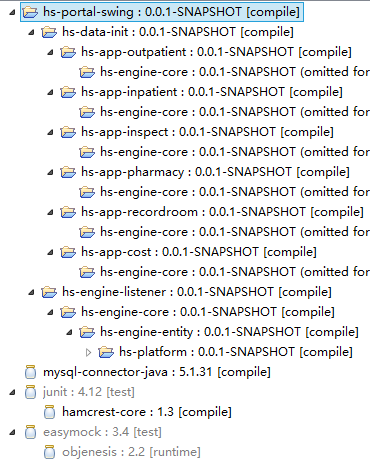 hs-portal-swing : 0.0.1-SNAPSHOT [compile]
hs-data-init : 0.0.1-SNAPSHOT [compile]
hs-app-outpatient : 0.0.1-SNAPSHOT [compile]
hs-engine-core : 0.0.1-SNAPSHOT (omitted for
hs-app-inpatient : 0.0.1-SNAPSHOT [compile]
hs-engine-core : 0.0.1-SNAPSHOT (omitted for
hs-app-inspect : 0.0.1-SNAPSHOT [compile]
hs-engine-core : 0.0.1-SNAPSHOT (omitted for
hs-app-pharmacy : 0.0.1-SNAPSHOT [compile]
hs-engine-core : 0.0.1-SNAPSHOT (omitted for
hs-app-recordroom : 0.0.1-SNAPSHOT [compile]
hs-engine-core : 0.0.1-SNAPSHOT (omitted for
hs-app-cost : 0.0.1-SNAPSHOT [compile]
hs-engine-core : 0.0.1-SNAPSHOT (omitted for
hs-engine-listener : 0.0.1-SNAPSHOT [compile]
hs-engine-core : 0.0.1-SNAPSHOT [compile]
hs-engine-entity : 0.0.1-SNAPSHOT [compile]
hs-platform : 0.0.1-SNAPSHOT [compile]
mysql-connector-java : 5.1.31 [compile]
junit : 4.12 [test]
hamcrest-core : 1.3 [compile]
easymock : 3.4 [test]
objenesis : 2.2 [runtime]